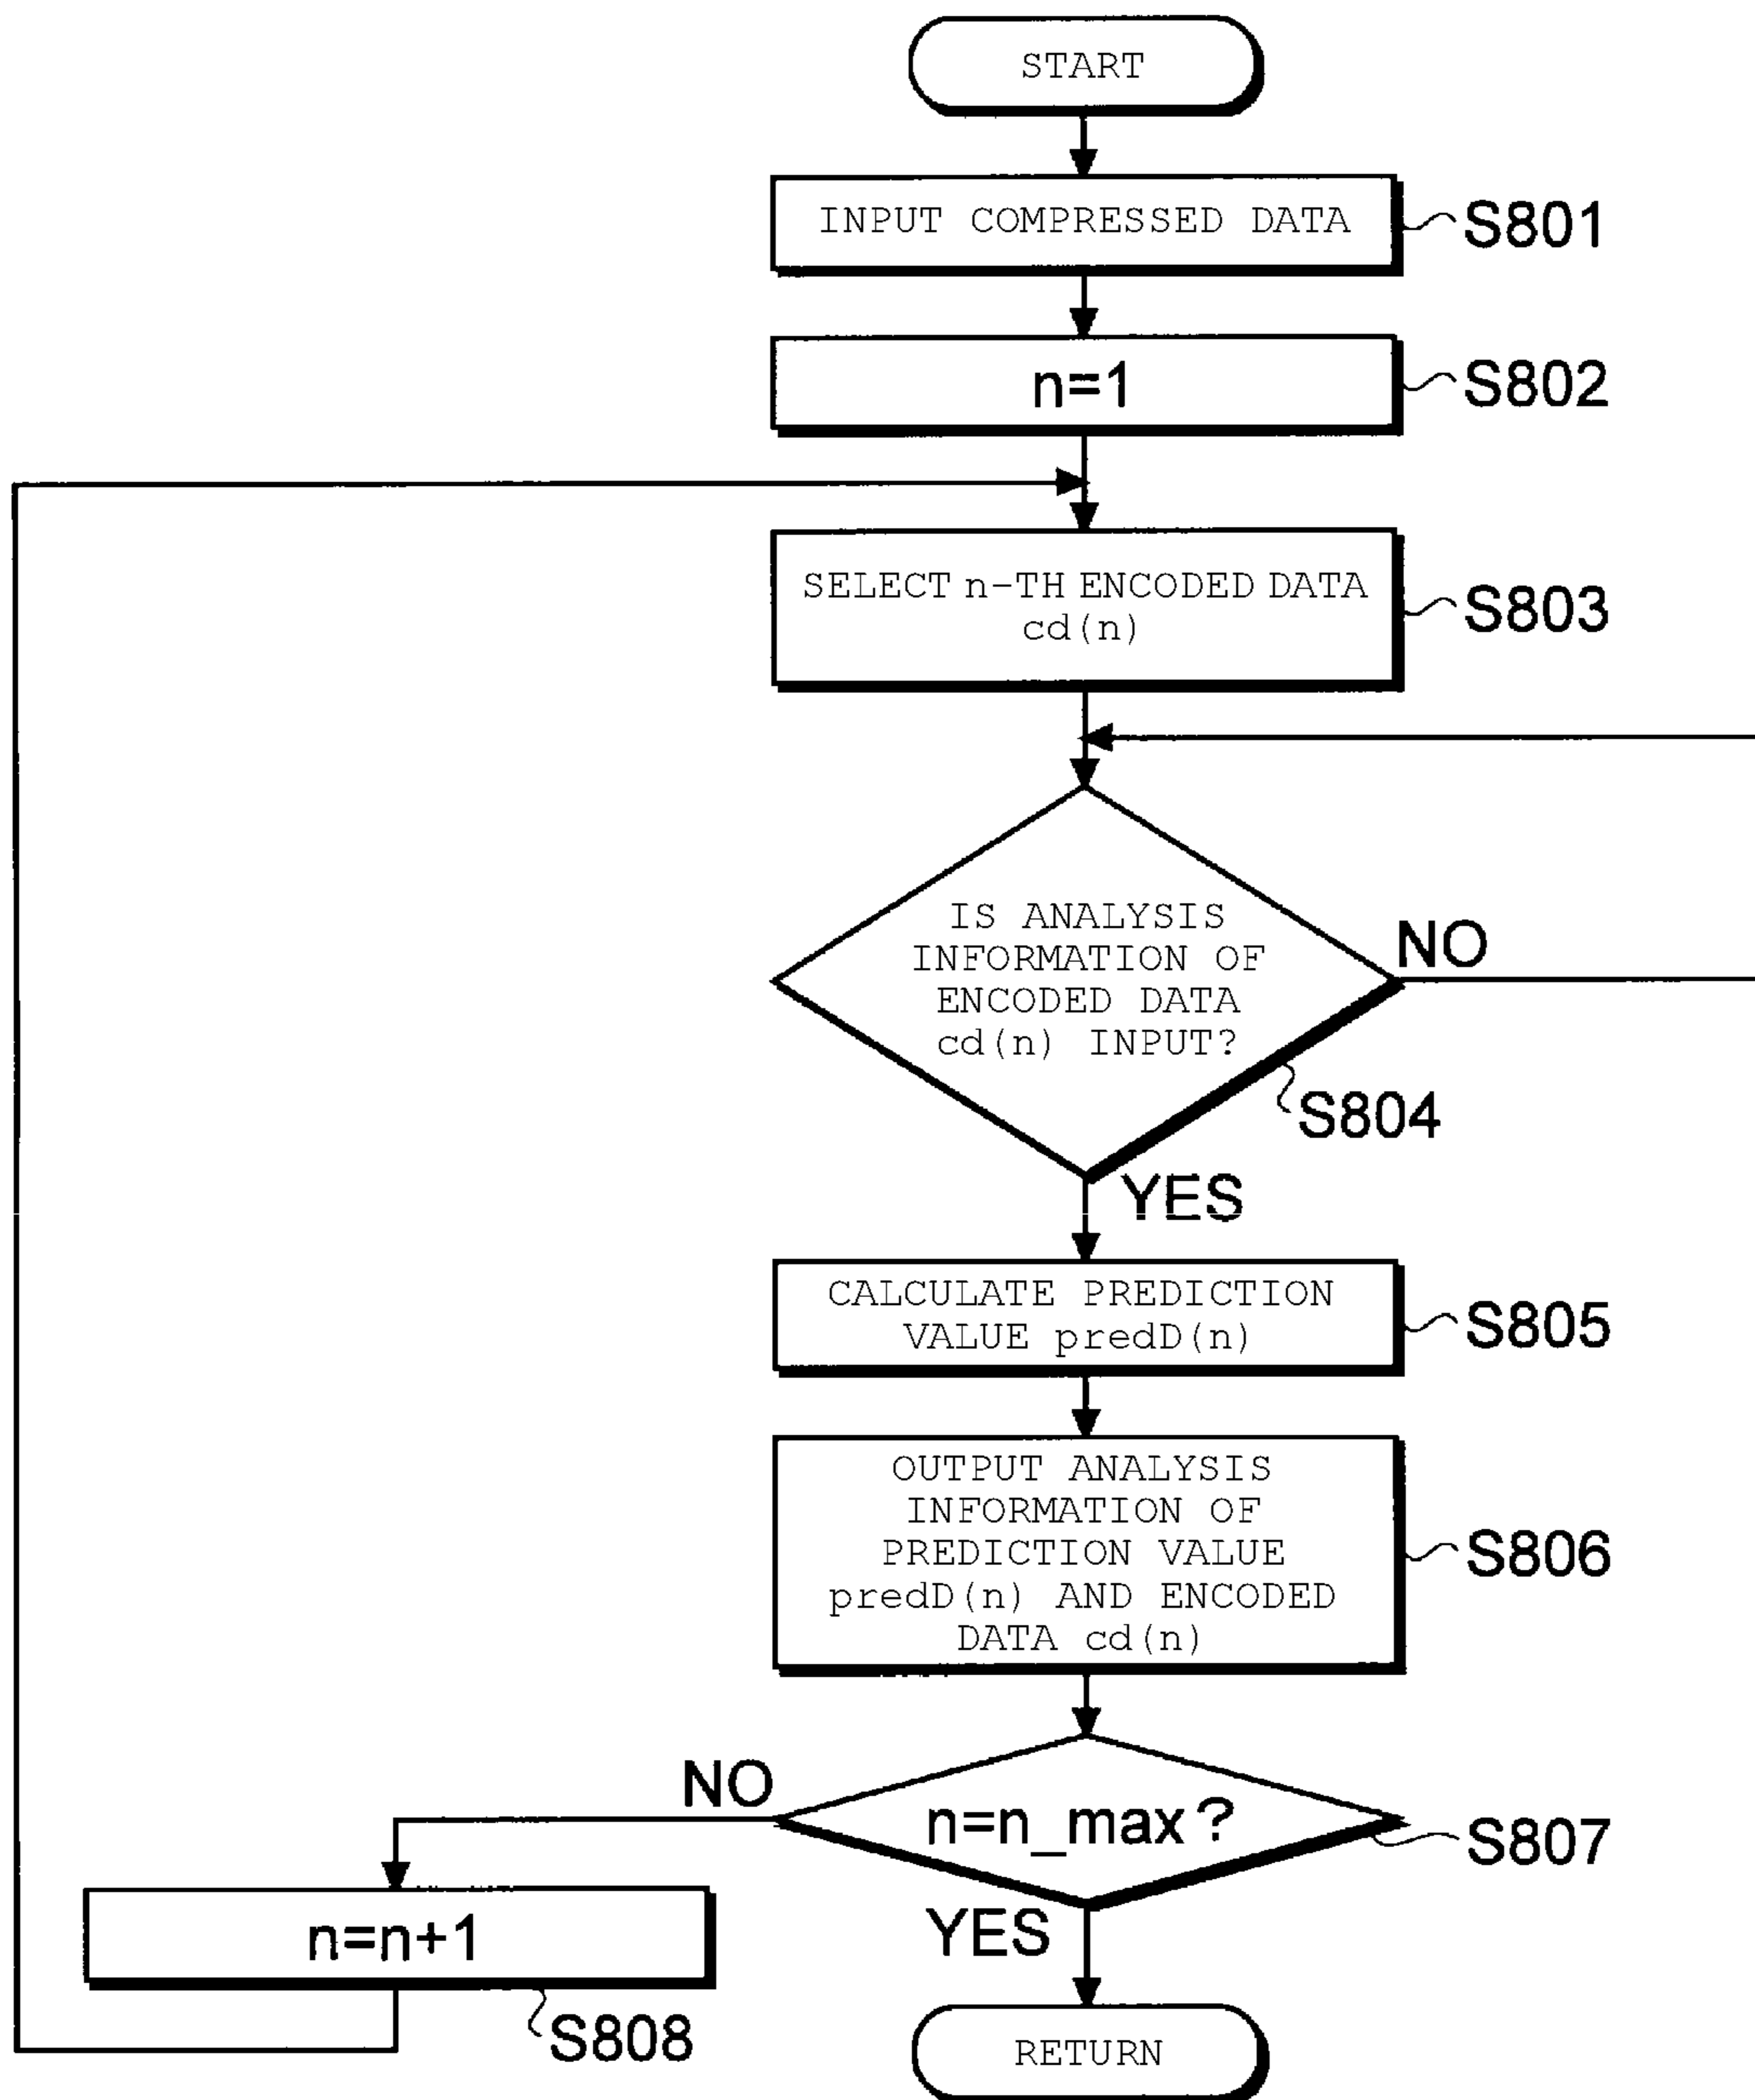 START
INPUT COMPRESSED DATA
S801
n=1
S802
SELECT n-TH ENCODED DATA
cd(n)
S803
IS ANALYSIS
INFORMATION OF
ENCODED DATA
cd(n) INPUT?
NO
S804
YES
CALCULATE PREDICTION
VALUE predD(n)
S805
OUTPUT ANALYSIS
INFORMATION OF
PREDICTION VALUE
predD(n) AND ENCODED
DATA cd(n)
S806
NO
n=n_max?
S807
YES
n=n+1
S808
RETURN